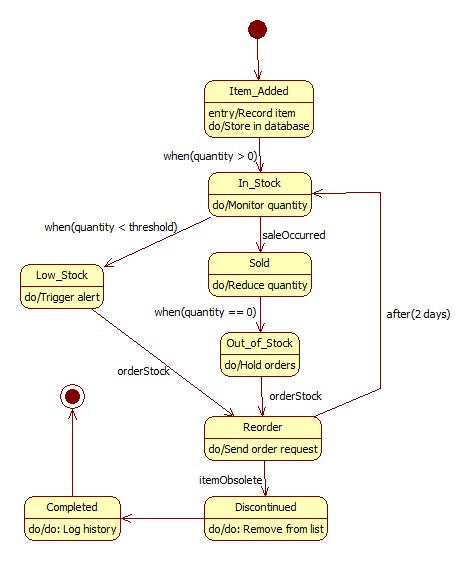 Item_Added
entry/Record item
do/Store in database
when(quantity > 0)
In_Stock
do/Monitor quantity
when(quantity < threshold)
saleOccurred
Low_Stock
do/Trigger alert
Sold
do/Reduce quantity
when(quantity == 0)
after(2 days)
Out_of_Stock
do/Hold orders
orderStock
orderStock
Reorder
do/Send order request
itemObsolete
Completed
do/do: Log history
Discontinued
do/do: Remove from list